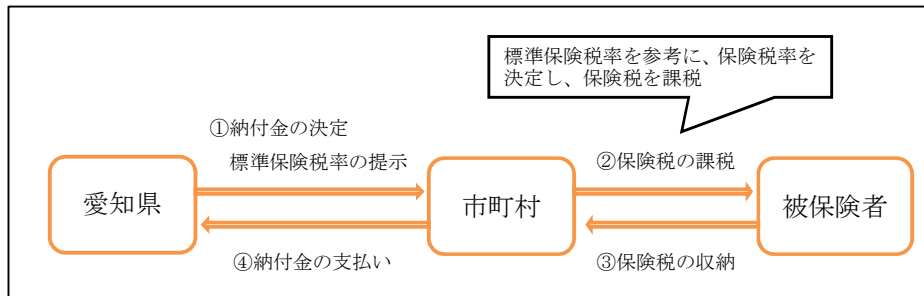 標準保険税率を参考に、保険税率を
決定し、保険税を課税
①納付金の決定
標準保険税率の提示
②保険税の課税
愛知県
市町村
被保険者
④納付金の支払い
③保険税の収納